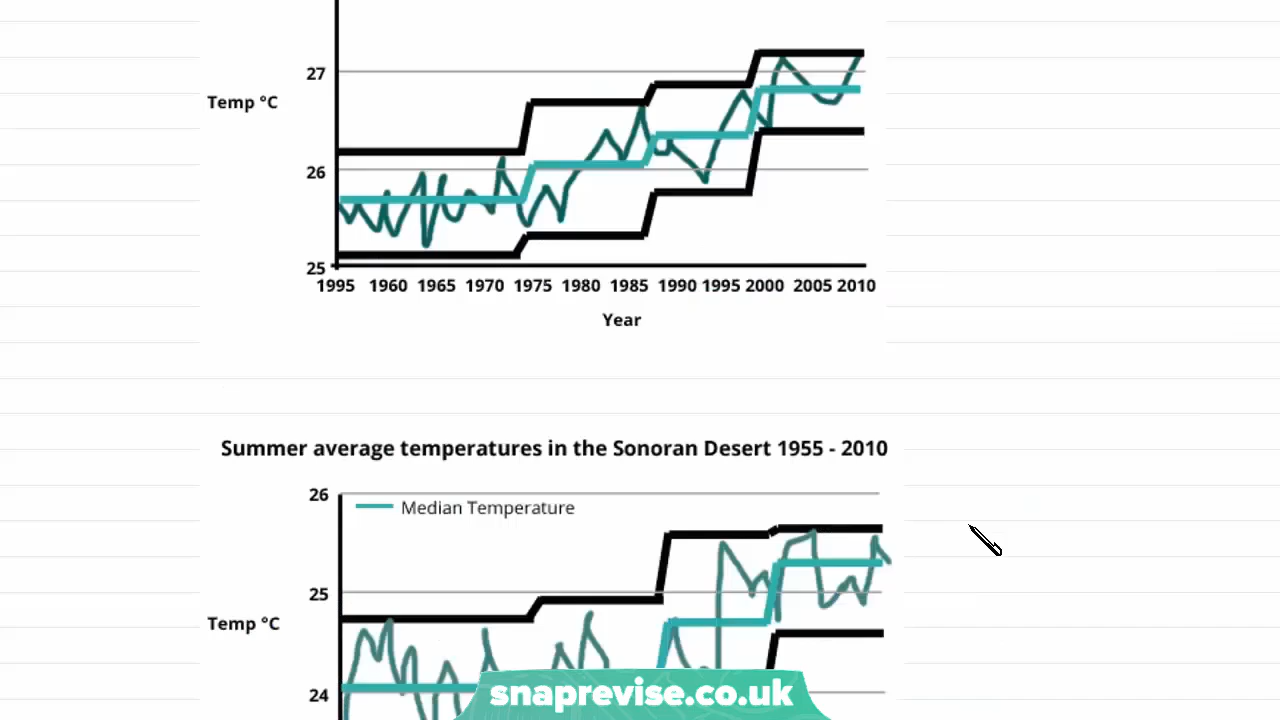 27
Temp °C
26
25
1995 1960 1965 1970 1975 1980 1985 1990 1995 2000 2005 2010
Year
Summer average temperatures in the Sonoran Desert 1955 - 2010
26
Median Temperature
25
Temp °C
24
snaprevise.co.uk